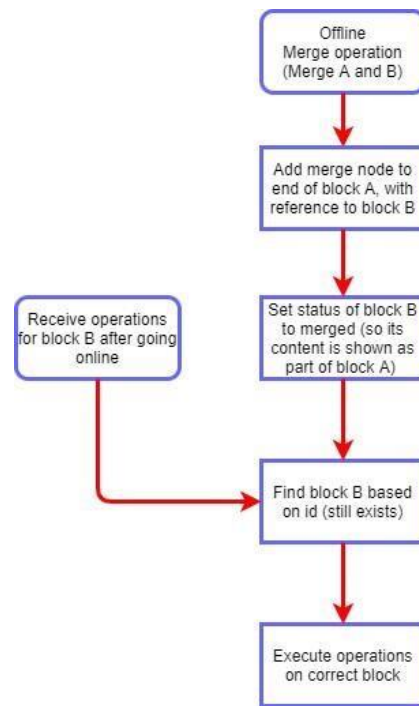 Offline
Merge operation
(Merge A and B)
Add merge node to
end of block A, with
reference to block B
Set status of block B
to merged (so its
content is shown as
part of block A)
Receive operations
for block B after going
online
Find block B based
on id (still exists)
Execute operations
on correct block